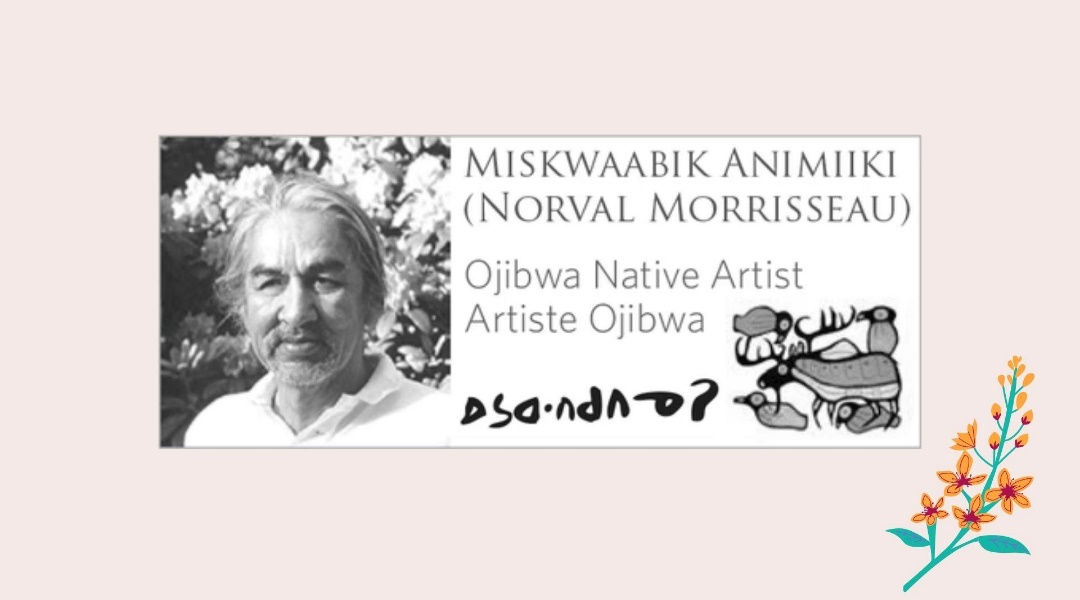 MISKWAABIK ANIMIIKI
(NORVAL MORRISSEAU)
Ojibwa Native Artist
Artiste Ojibwa